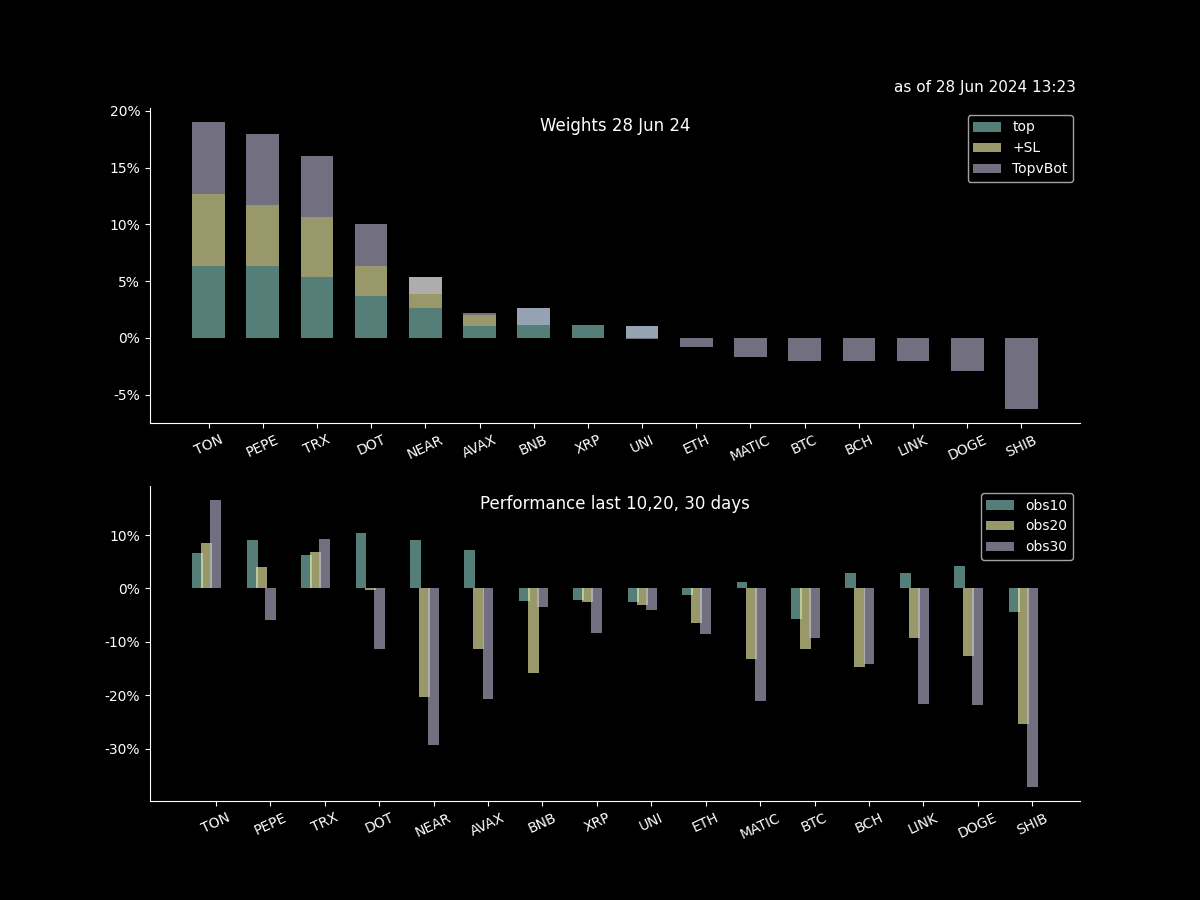 as of 28 Jun 2024 13:23
Weights 28 Jun 24
top
+SL
TopvBot
20%
15%
10%
5%
0%
-5%
TON PEPE TRX DOT NEAR AVAX BNB XRP UNI ETH MATIC BTC BCH LINK DOGE SHIB
Performance last 10,20, 30 days
obs10
obs20
obs30
10%
0%
-10%
-20%
-30%
TON PEPE TRX DOT NEAR AVAX BNB XRP UNI ETH MATIC BTC BCH LINK DOGE SHIB